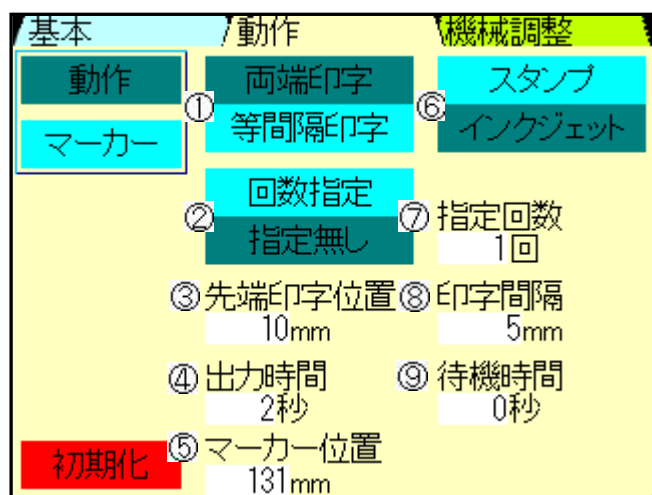 基本
動作
機械調整
動作
マーカー
①
両端印字
等間隔印字
⑥
スタンプ
インクジェット
②
回数指定
指定無し
⑦指定回数
1回
③先端印字位置
10mm
⑧印字間隔
5mm
④出力時間
2秒
⑨待機時間
0秒
初期化
⑤マーカー位置
131mm